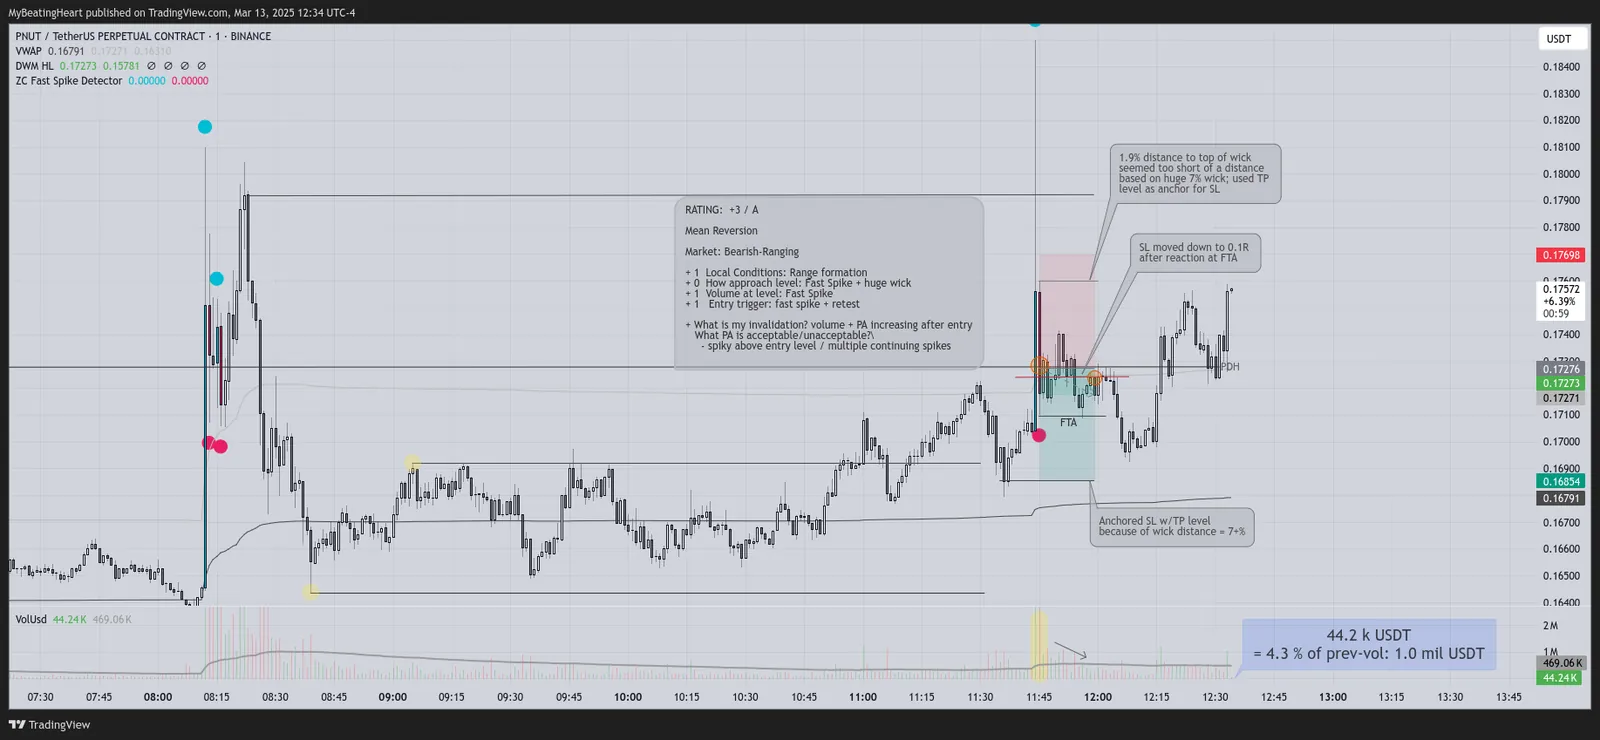 MyBeatingHeart published on TradingView.com, Mar 13, 2025 12:34 UTC-4
PNUT / TetherUS PERPETUAL CONTRACT · 1 · BINANCE
VWAP 0.16791 0.17271 0.16310
DWM HL 0.17273 0.15781 ∅ ∅ ∅ ∅
ZC Fast Spike Detector 0.00000 0.00000
USDT
0.18400
0.18300
0.18200
0.18100
0.18000
0.17900
0.17800
0.17698
0.17600
0.17572
+6.39%
00:59
0.17400
0.17300
0.17276
0.17273
0.17271
0.17100
0.17000
0.16900
0.16854
0.16791
0.16700
0.16600
0.16500
0.16400
1.9% distance to top of wick
seemed too short of a distance
based on huge 7% wick; used TP
level as anchor for SL
SL moved down to 0.1R
after reaction at FTA
RATING: +3 / A
Mean Reversion
Market: Bearish-Ranging
+ 1 Local Conditions: Range formation
+ 0 How approach level: Fast Spike + huge wick
+ 1 Volume at level: Fast Spike
+ 1 Entry trigger: fast spike + retest
+ What is my invalidation? volume + PA increasing after entry
What PA is acceptable/unacceptable?\
- spiky above entry level / multiple continuing spikes
PDH
FTA
Anchored SL w/TP level
because of wick distance = 7+%
VolUsd 44.24K 469.06K
44.2 k USDT
= 4.3 % of prev-vol: 1.0 mil USDT
2M
1M
469.06K
44.24K
07:30 07:45 08:00 08:15 08:30 08:45 09:00 09:15 09:30 09:45 10:00 10:15 10:30 10:45 11:00 11:15 11:30 11:45 12:00 12:15 12:30 12:45 13:00 13:15 13:30 13:45
TradingView